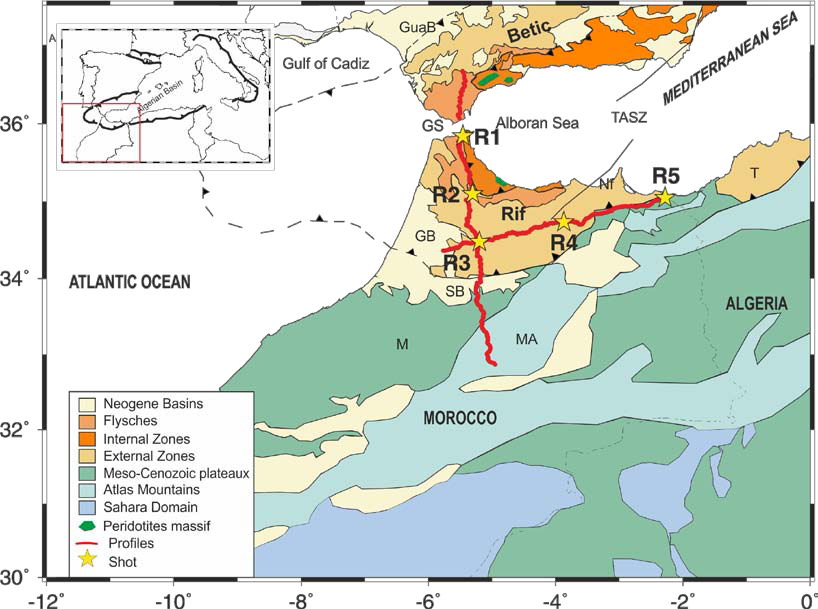 A
GuaB
Betic
Gulf of Cadiz
MEDITERRANEAN SEA
Algerian Basin
Alboran Sea
TASZ
36°
GS
R1
R2
Rif
Nf
R5
T
GB
R3
R4
34°
ATLANTIC OCEAN
SB
ALGERIA
M
MA
MOROCCO
32°
Neogene Basins
Flysches
Internal Zones
External Zones
Meso-Cenozoic plateaux
Atlas Mountains
Sahara Domain
Peridotites massif
Profiles
Shot
30°
-12° -10° -8° -6° -4° -2° 0°